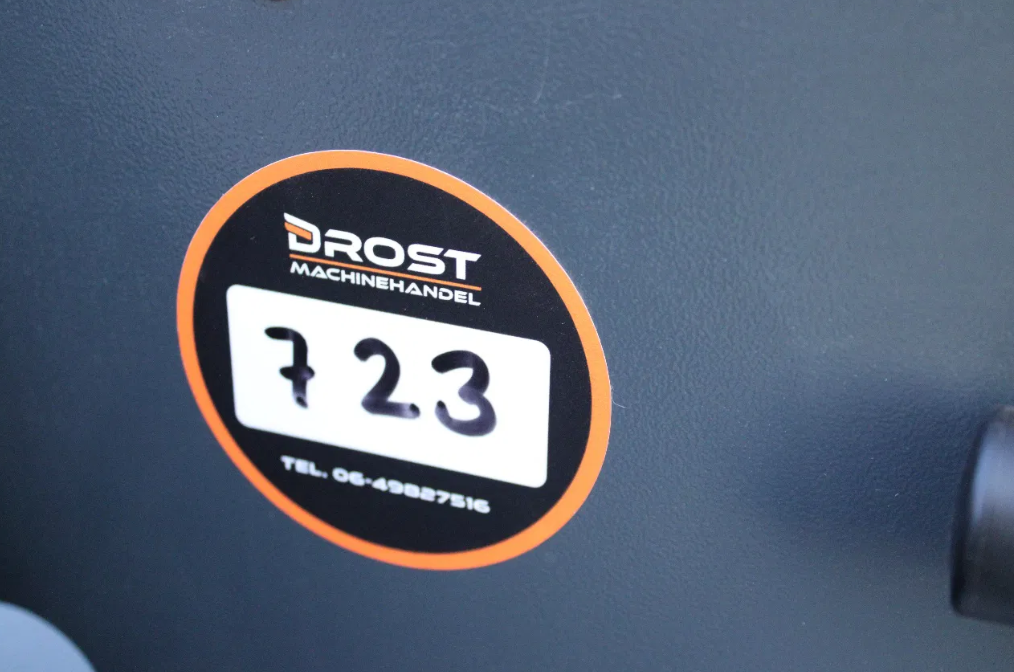 DROST
MACHINEHANDEL
723
TEL. 06-49827516